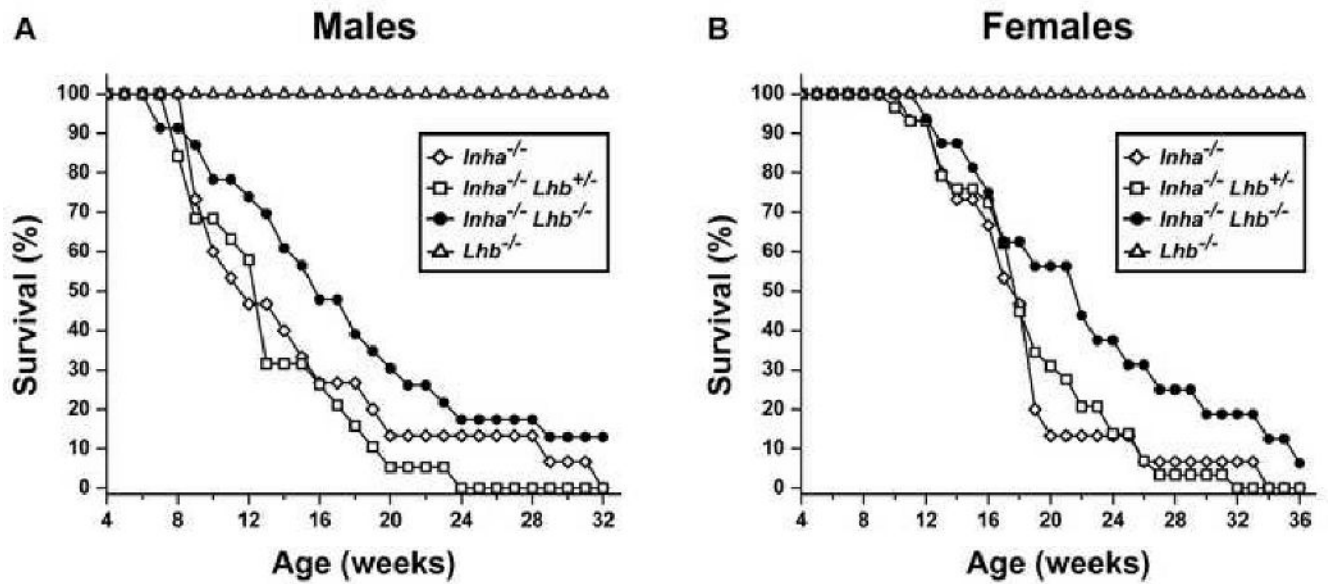 A Males
100
90
80
70
60
50
40
30
20
10
0
Survival (%)
Inha-/-
Inha-/- Lhb+/-
Inha-/- Lhb-/-
Lhb-/-
4 8 12 16 20 24 28 32
Age (weeks)
B Females
100
90
80
70
60
50
40
30
20
10
0
Survival (%)
Inha-/-
Inha-/- Lhb+/-
Inha-/- Lhb-/-
Lhb-/-
4 8 12 16 20 24 28 32 36
Age (weeks)